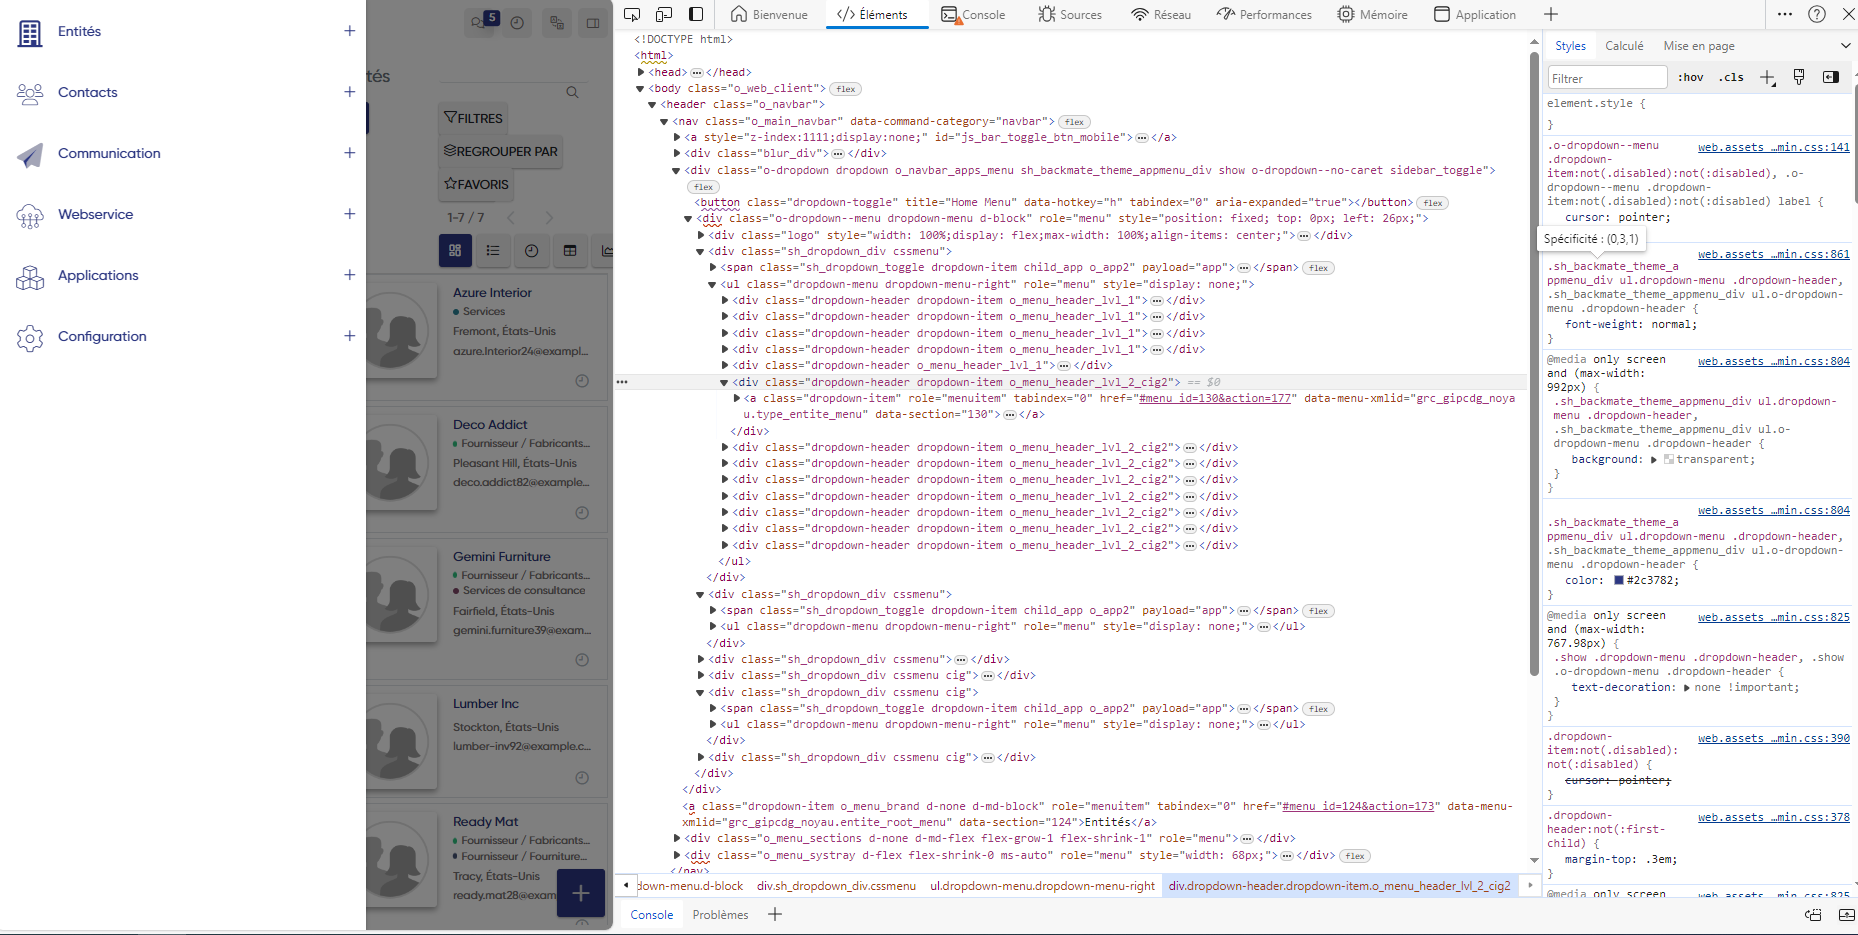 Entités
Contacts
Communication
Webservice
Applications
Configuration
5
tés
FILTRES
REGROUPER PAR
FAVORIS
1-7 / 7
Azure Interior
Services
Fremont, États-Unis
azure.Interior24@exampl...
Deco Addict
Fournisseur / Fabricants...
Pleasant Hill, États-Unis
deco.addict82@example...
Gemini Furniture
Fournisseur / Fabricants...
Services de consultance
Fairfield, États-Unis
gemini.furniture39@exam...
Lumber Inc
Stockton, États-Unis
lumber-inv92@example.c...
Ready Mat
Fournisseur / Fabricants...
Fournisseur / Fourniture...
Tracy, États-Unis
ready.mat28@exam
Bienvenue
Éléments
Console
Sources
Réseau
Performances
Mémoire
Application
<!DOCTYPE html>
<html>
<head> ... </head>
<body class="o_web_client"> flex
<header class="o_navbar">
<nav class="o_main_navbar" data-command-category="navbar"> flex
<a style="z-index:1111;display:none;" id="js_bar_toggle_btn_mobile"> ... </a>
<div class="blur_div"> ... </div>
<div class="o-dropdown dropdown o_navbar_apps_menu sh_backmate_theme_appmenu_div show o-dropdown--no-caret sidebar_toggle">
flex
<button class="dropdown-toggle" title="Home Menu" data-hotkey="h" tabindex="0" aria-expanded="true"></button> flex
<div class="o-dropdown--menu dropdown-menu d-block" role="menu" style="position: fixed; top: 0px; left: 26px;">
<div class="logo" style="width: 100%;display: flex;max-width: 100%;align-items: center;"> ... </div>
<div class="sh_dropdown_div cssmenu">
<span class="sh_dropdown_toggle dropdown-item child_app o_app2" payload="app"> ... </span> flex
<ul class="dropdown-menu dropdown-menu-right" role="menu" style="display: none;">
<div class="dropdown-header dropdown-item o_menu_header_lvl_1"> ... </div>
<div class="dropdown-header dropdown-item o_menu_header_lvl_1"> ... </div>
<div class="dropdown-header dropdown-item o_menu_header_lvl_1"> ... </div>
<div class="dropdown-header dropdown-item o_menu_header_lvl_1"> ... </div>
<div class="dropdown-header o_menu_header_lvl_1"> ... </div>
<div class="dropdown-header dropdown-item o_menu_header_lvl_2_cig2"> == $0
<a class="dropdown-item" role="menuitem" tabindex="0" href="#menu_id=130&action=177" data-menu-xmlid="grc_gipcdg_noya
u.type_entite_menu" data-section="130"> ... </a>
</div>
<div class="dropdown-header dropdown-item o_menu_header_lvl_2_cig2"> ... </div>
<div class="dropdown-header dropdown-item o_menu_header_lvl_2_cig2"> ... </div>
<div class="dropdown-header dropdown-item o_menu_header_lvl_2_cig2"> ... </div>
<div class="dropdown-header dropdown-item o_menu_header_lvl_2_cig2"> ... </div>
<div class="dropdown-header dropdown-item o_menu_header_lvl_2_cig2"> ... </div>
<div class="dropdown-header dropdown-item o_menu_header_lvl_2_cig2"> ... </div>
<div class="dropdown-header dropdown-item o_menu_header_lvl_2_cig2"> ... </div>
</ul>
</div>
<div class="sh_dropdown_div cssmenu">
<span class="sh_dropdown_toggle dropdown-item child_app o_app2" payload="app"> ... </span> flex
<ul class="dropdown-menu dropdown-menu-right" role="menu" style="display: none;"> ... </ul>
</div>
<div class="sh_dropdown_div cssmenu"> ... </div>
<div class="sh_dropdown_div cssmenu cig"> ... </div>
<div class="sh_dropdown_div cssmenu cig">
<span class="sh_dropdown_toggle dropdown-item child_app o_app2" payload="app"> ... </span> flex
<ul class="dropdown-menu dropdown-menu-right" role="menu" style="display: none;"> ... </ul>
</div>
<div class="sh_dropdown_div cssmenu cig"> ... </div>
</div>
</div>
<a class="dropdown-item o_menu_brand d-none d-md-block" role="menuitem" tabindex="0" href="#menu_id=124&action=173" data-menu-
xmlid="grc_gipcdg_noyau.entite_root_menu" data-section="124">Entités</a>
<div class="o_menu_sections d-none d-md-flex flex-grow-1 flex-shrink-1" role="menu"> ... </div>
<div class="o_menu_systray d-flex flex-shrink-0 ms-auto" role="menu" style="width: 68px;"> ... </div> flex
</nav>
down-menu.d-block div.sh_dropdown_div.cssmenu ul.dropdown-menu.dropdown-menu-right div.dropdown-header.dropdown-item.o_menu_header_lvl_2_cig2
Console Problèmes
Styles Calculé Mise en page
Filtrer :hov .cls
element.style {
}
.o-dropdown--menu web.assets_…min.css:141
.dropdown-
item:not(.disabled):not(:disabled), .o-
dropdown--menu .dropdown-
item:not(.disabled):not(:disabled) label {
cursor: pointer;
Spécificité : (0,3,1)
web.assets_…min.css:861
.sh_backmate_theme_a
ppmenu_div ul.dropdown-menu .dropdown-header,
.sh_backmate_theme_appmenu_div ul.o-dropdown-
menu .dropdown-header {
font-weight: normal;
}
@media only screen web.assets_…min.css:804
and (max-width:
992px) {
.sh_backmate_theme_appmenu_div ul.dropdown-
menu .dropdown-header,
.sh_backmate_theme_appmenu_div ul.o-
dropdown-menu .dropdown-header {
background: transparent;
}
}
web.assets_…min.css:804
.sh_backmate_theme_a
ppmenu_div ul.dropdown-menu .dropdown-header,
.sh_backmate_theme_appmenu_div ul.o-dropdown-
menu .dropdown-header {
color: #2c3782;
}
@media only screen web.assets_…min.css:825
and (max-width:
767.98px) {
.show .dropdown-menu .dropdown-header, .show
.o-dropdown-menu .dropdown-header {
text-decoration: none !important;
}
}
.dropdown- web.assets_…min.css:390
item:not(.disabled):
not(:disabled) {
cursor: pointer;
}
.dropdown- web.assets_…min.css:378
header:not(:first-
child) {
margin-top: .3em;
}
@media only screen web.assets_…min.css:825